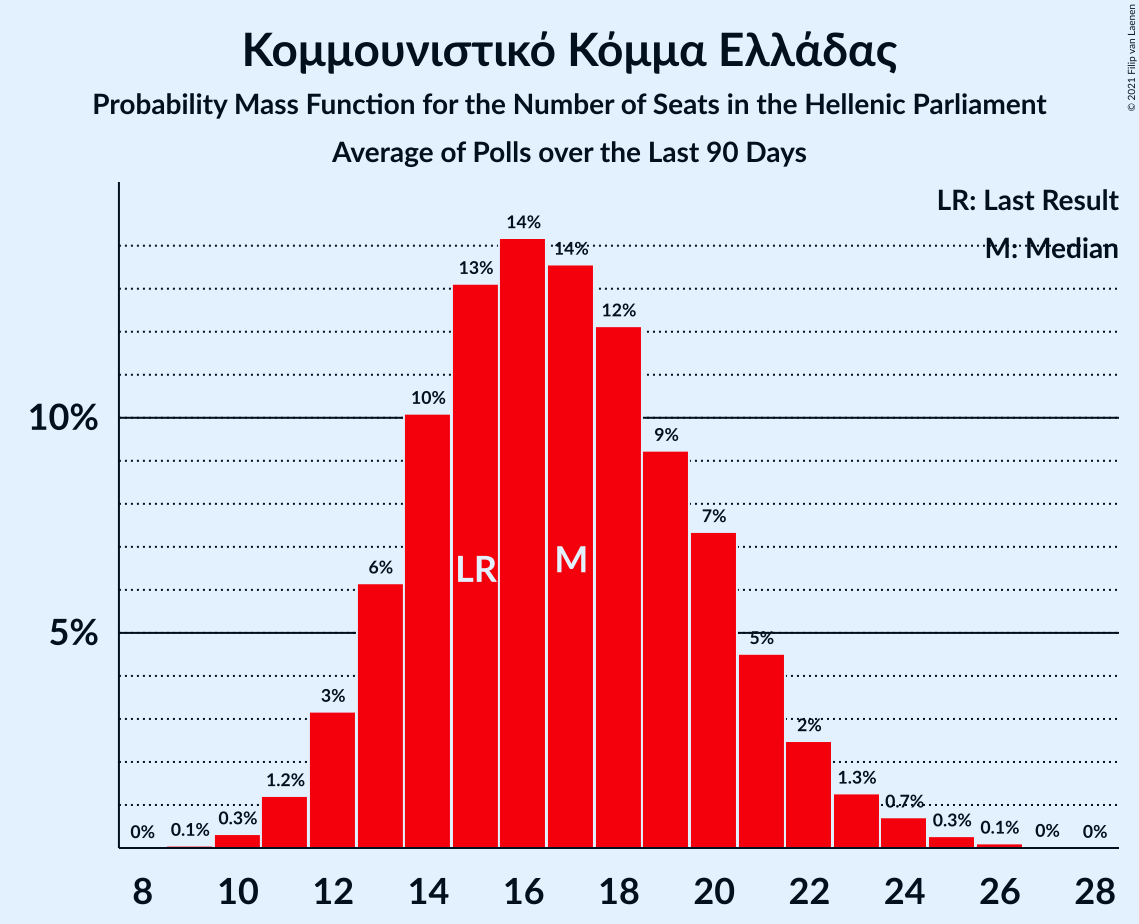 Κομμουνιστικό Κόμμα Ελλάδας
Probability Mass Function for the Number of Seats in the Hellenic Parliament
Average of Polls over the Last 90 Days
© 2021 Filip van Laenen
LR: Last Result
M: Median
14%
14%
13%
12%
10%
10%
9%
7%
6%
LR
M
5%
5%
3%
2%
1.2%
1.3%
0.7%
0%
0.1%
0.3%
0.3%
0.1%
0%
0%
8 10 12 14 16 18 20 22 24 26 28